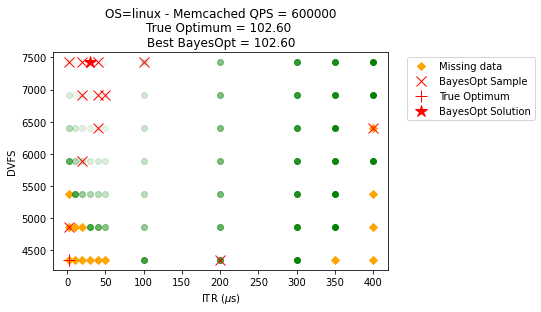 OS=linux - Memcached QPS = 600000
True Optimum = 102.60
Best BayesOpt = 102.60
7500
7000
6500
6000
5500
5000
4500
DVFS
0
50
100
150
200
250
300
350
400
ITR (μs)
Missing data
BayesOpt Sample
True Optimum
BayesOpt Solution